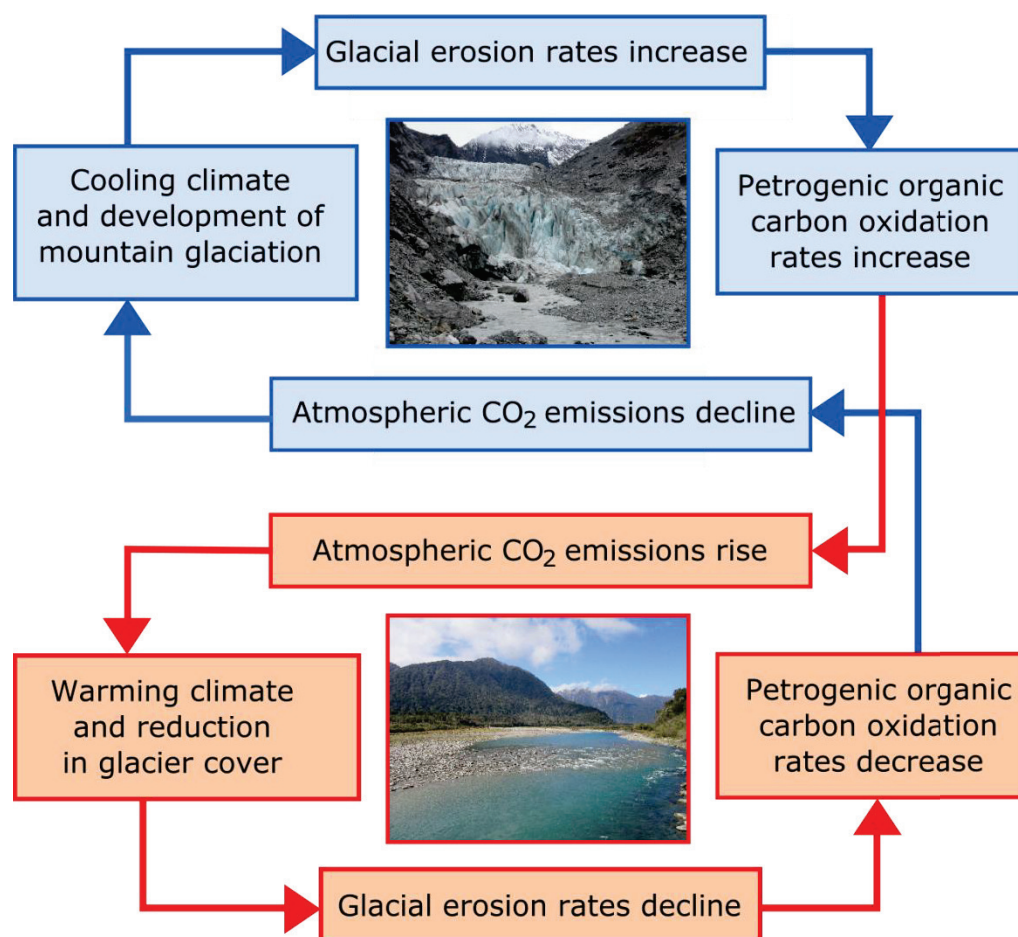 Glacial erosion rates increase
Cooling climate
and development of
mountain glaciation
Petrogenic organic
carbon oxidation
rates increase
Atmospheric CO₂ emissions decline
Atmospheric CO₂ emissions rise
Warming climate
and reduction
in glacier cover
Petrogenic organic
carbon oxidation
rates decrease
Glacial erosion rates decline